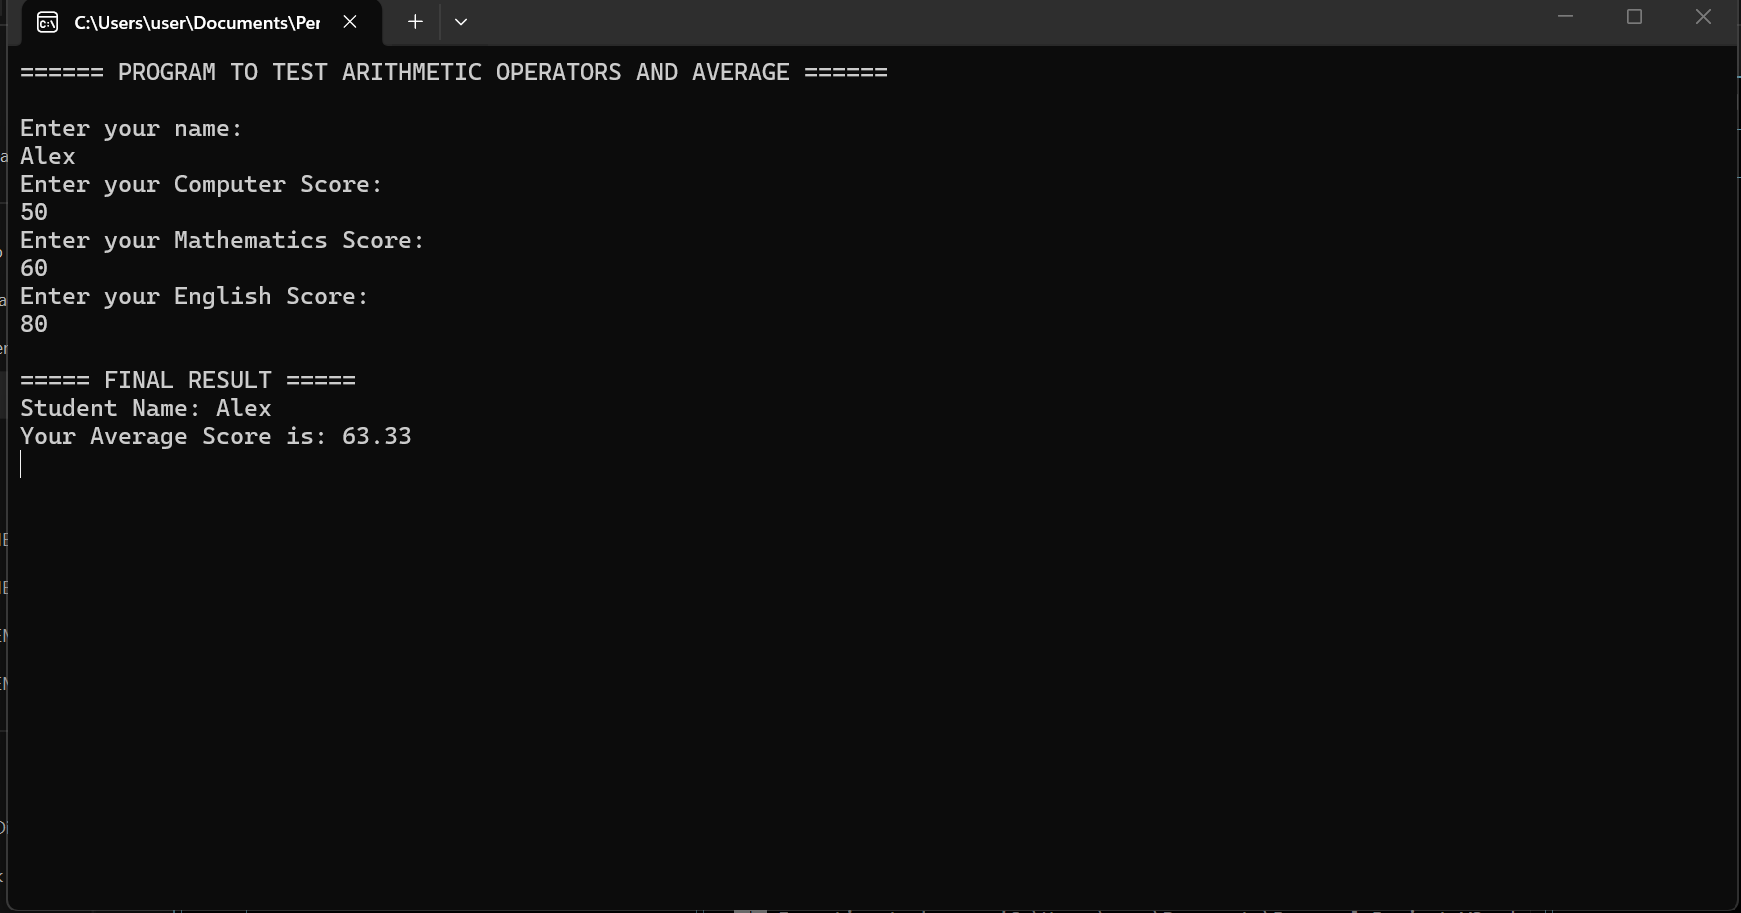 C:\Users\user\Documents\Per
====== PROGRAM TO TEST ARITHMETIC OPERATORS AND AVERAGE ======
Enter your name:
Alex
Enter your Computer Score:
50
Enter your Mathematics Score:
60
Enter your English Score:
80
===== FINAL RESULT =====
Student Name: Alex
Your Average Score is: 63.33